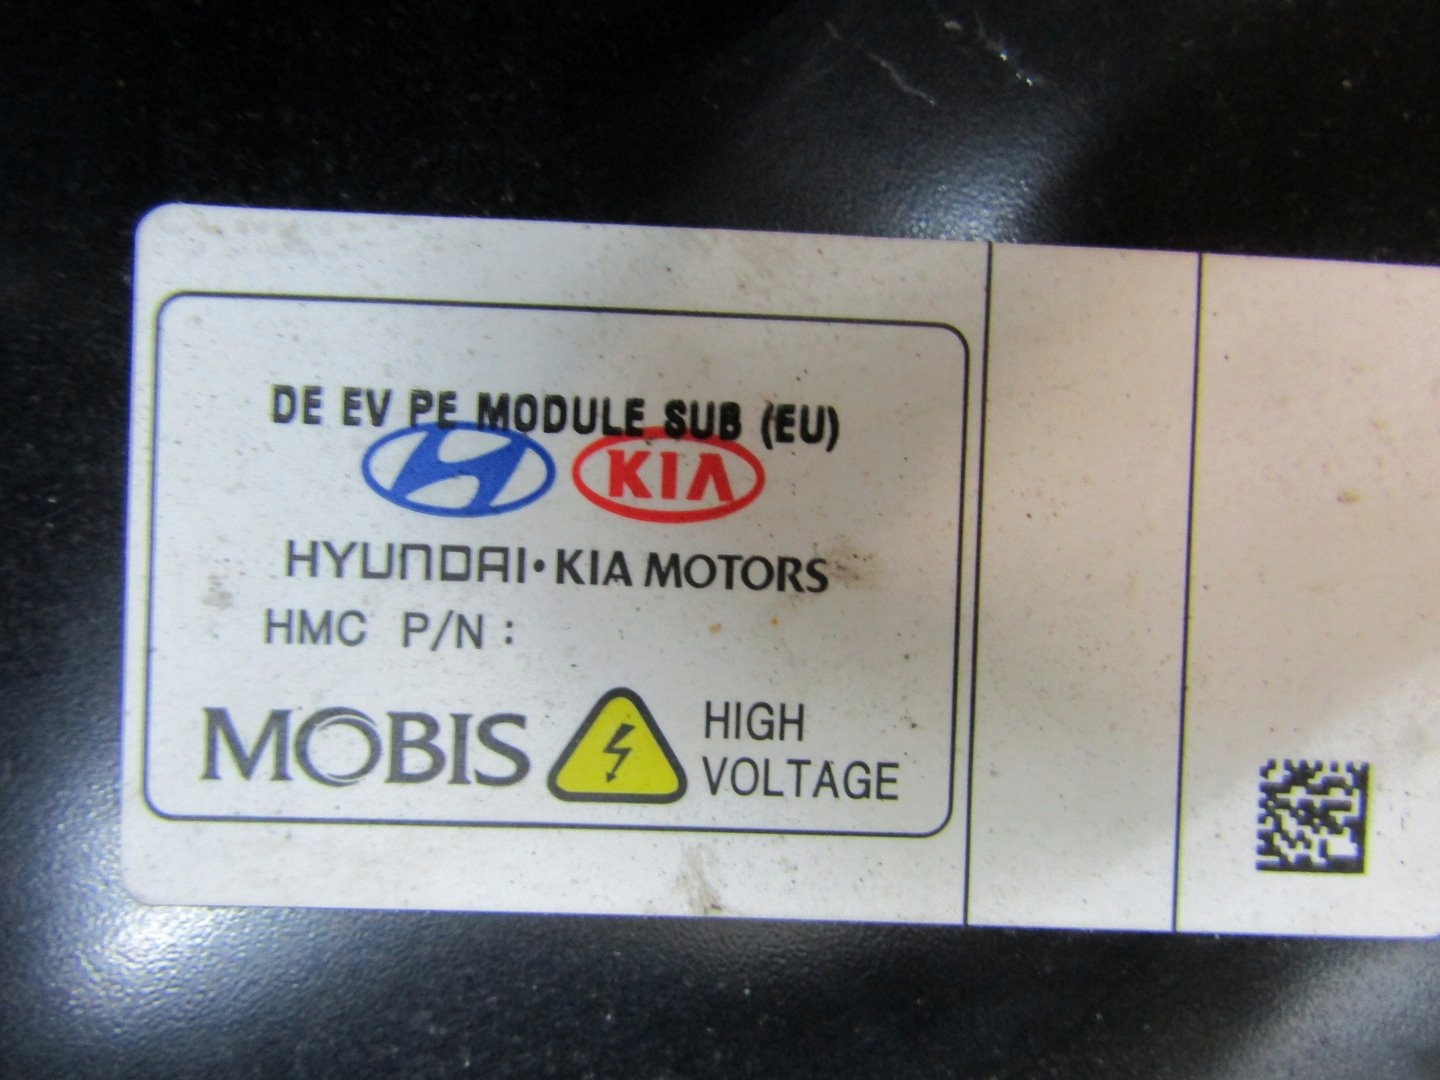 DE EV PE MODULE SUB (EU)
KIA
HYUNDAI·KIA MOTORS
HMC P/N :
MOBIS
HIGH
VOLTAGE